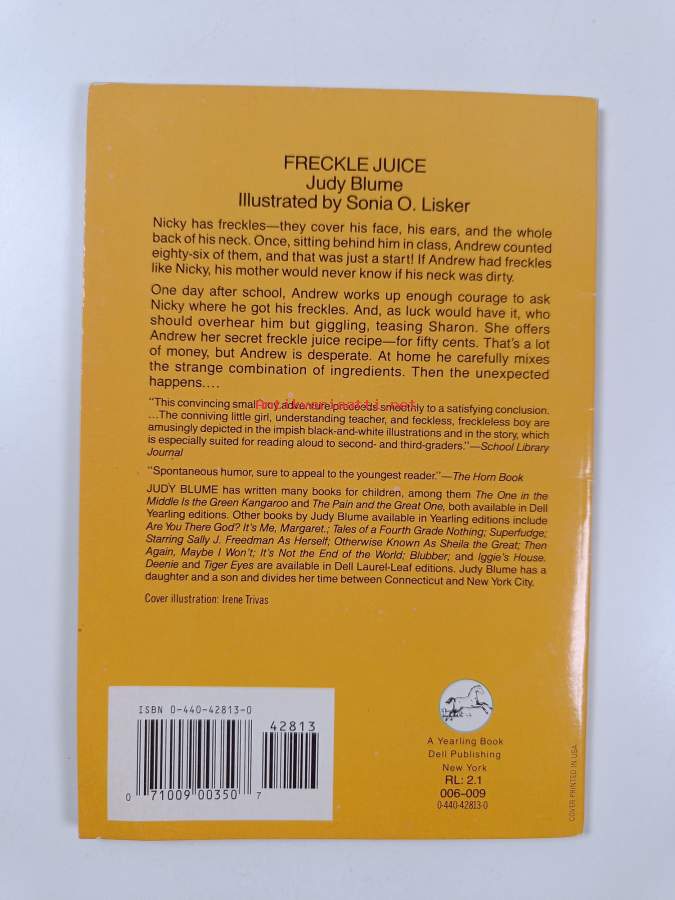 FRECKLE JUICE
Judy Blume
Illustrated by Sonia O. Lisker
Nicky has freckles—they cover his face, his ears, and the whole
back of his neck. Once, sitting behind him in class, Andrew counted
eighty-six of them, and that was just a start! If Andrew had freckles
like Nicky, his mother would never know if his neck was dirty.
One day after school, Andrew works up enough courage to ask
Nicky where he got his freckles. And, as luck would have it, who
should overhear him but giggling, teasing Sharon. She offers
Andrew her secret freckle juice recipe—for fifty cents. That's a lot
of money, but Andrew is desperate. At home he carefully mixes
the strange combination of ingredients. Then the unexpected
happens....
Antikvariaatti.net
"This convincing small boy adventure proceeds smoothly to a satisfying conclusion.
...The conniving little girl, understanding teacher, and feckless, freckleless boy are
amusingly depicted in the impish black-and-white illustrations and in the story, which
is especially suited for reading aloud to second- and third-graders."—School Library
Journal
"Spontaneous humor, sure to appeal to the youngest reader."—The Horn Book
JUDY BLUME has written many books for children, among them The One in the
Middle Is the Green Kangaroo and The Pain and the Great One, both available in Dell
Yearling editions. Other books by Judy Blume available in Yearling editions include
Are You There God? It's Me, Margaret.; Tales of a Fourth Grade Nothing; Superfudge;
Starring Sally J. Freedman As Herself; Otherwise Known As Sheila the Great; Then
Again, Maybe I Won't; It's Not the End of the World; Blubber; and Iggie's House.
Deenie and Tiger Eyes are available in Dell Laurel-Leaf editions. Judy Blume has a
daughter and a son and divides her time between Connecticut and New York City.
Cover illustration: Irene Trivas
ISBN 0-440-42813-0
42813
0 71009 00350 7
A Yearling Book
Dell Publishing
New York
RL: 2.1
006-009
0-440-42813-0
COVER PRINTED IN USA